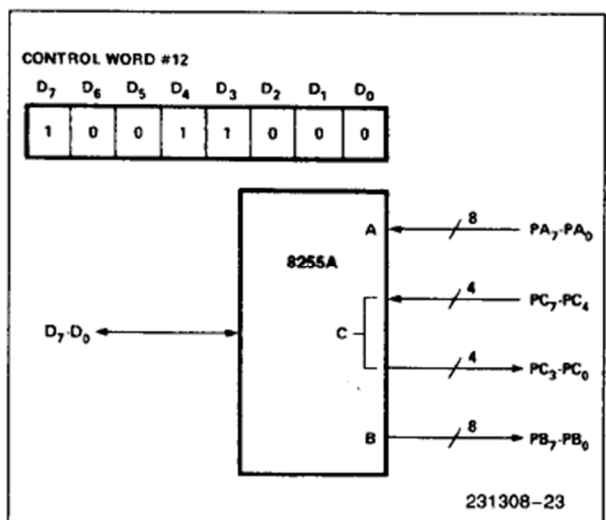 CONTROL WORD #12
D7 D6 D5 D4 D3 D2 D1 D0
1 0 0 1 1 0 0 0
A 8 PA7-PA0
8255A
4 PC7-PC4
D7-D0 C
4 PC3-PC0
B 8 PB7-PB0
231308-23